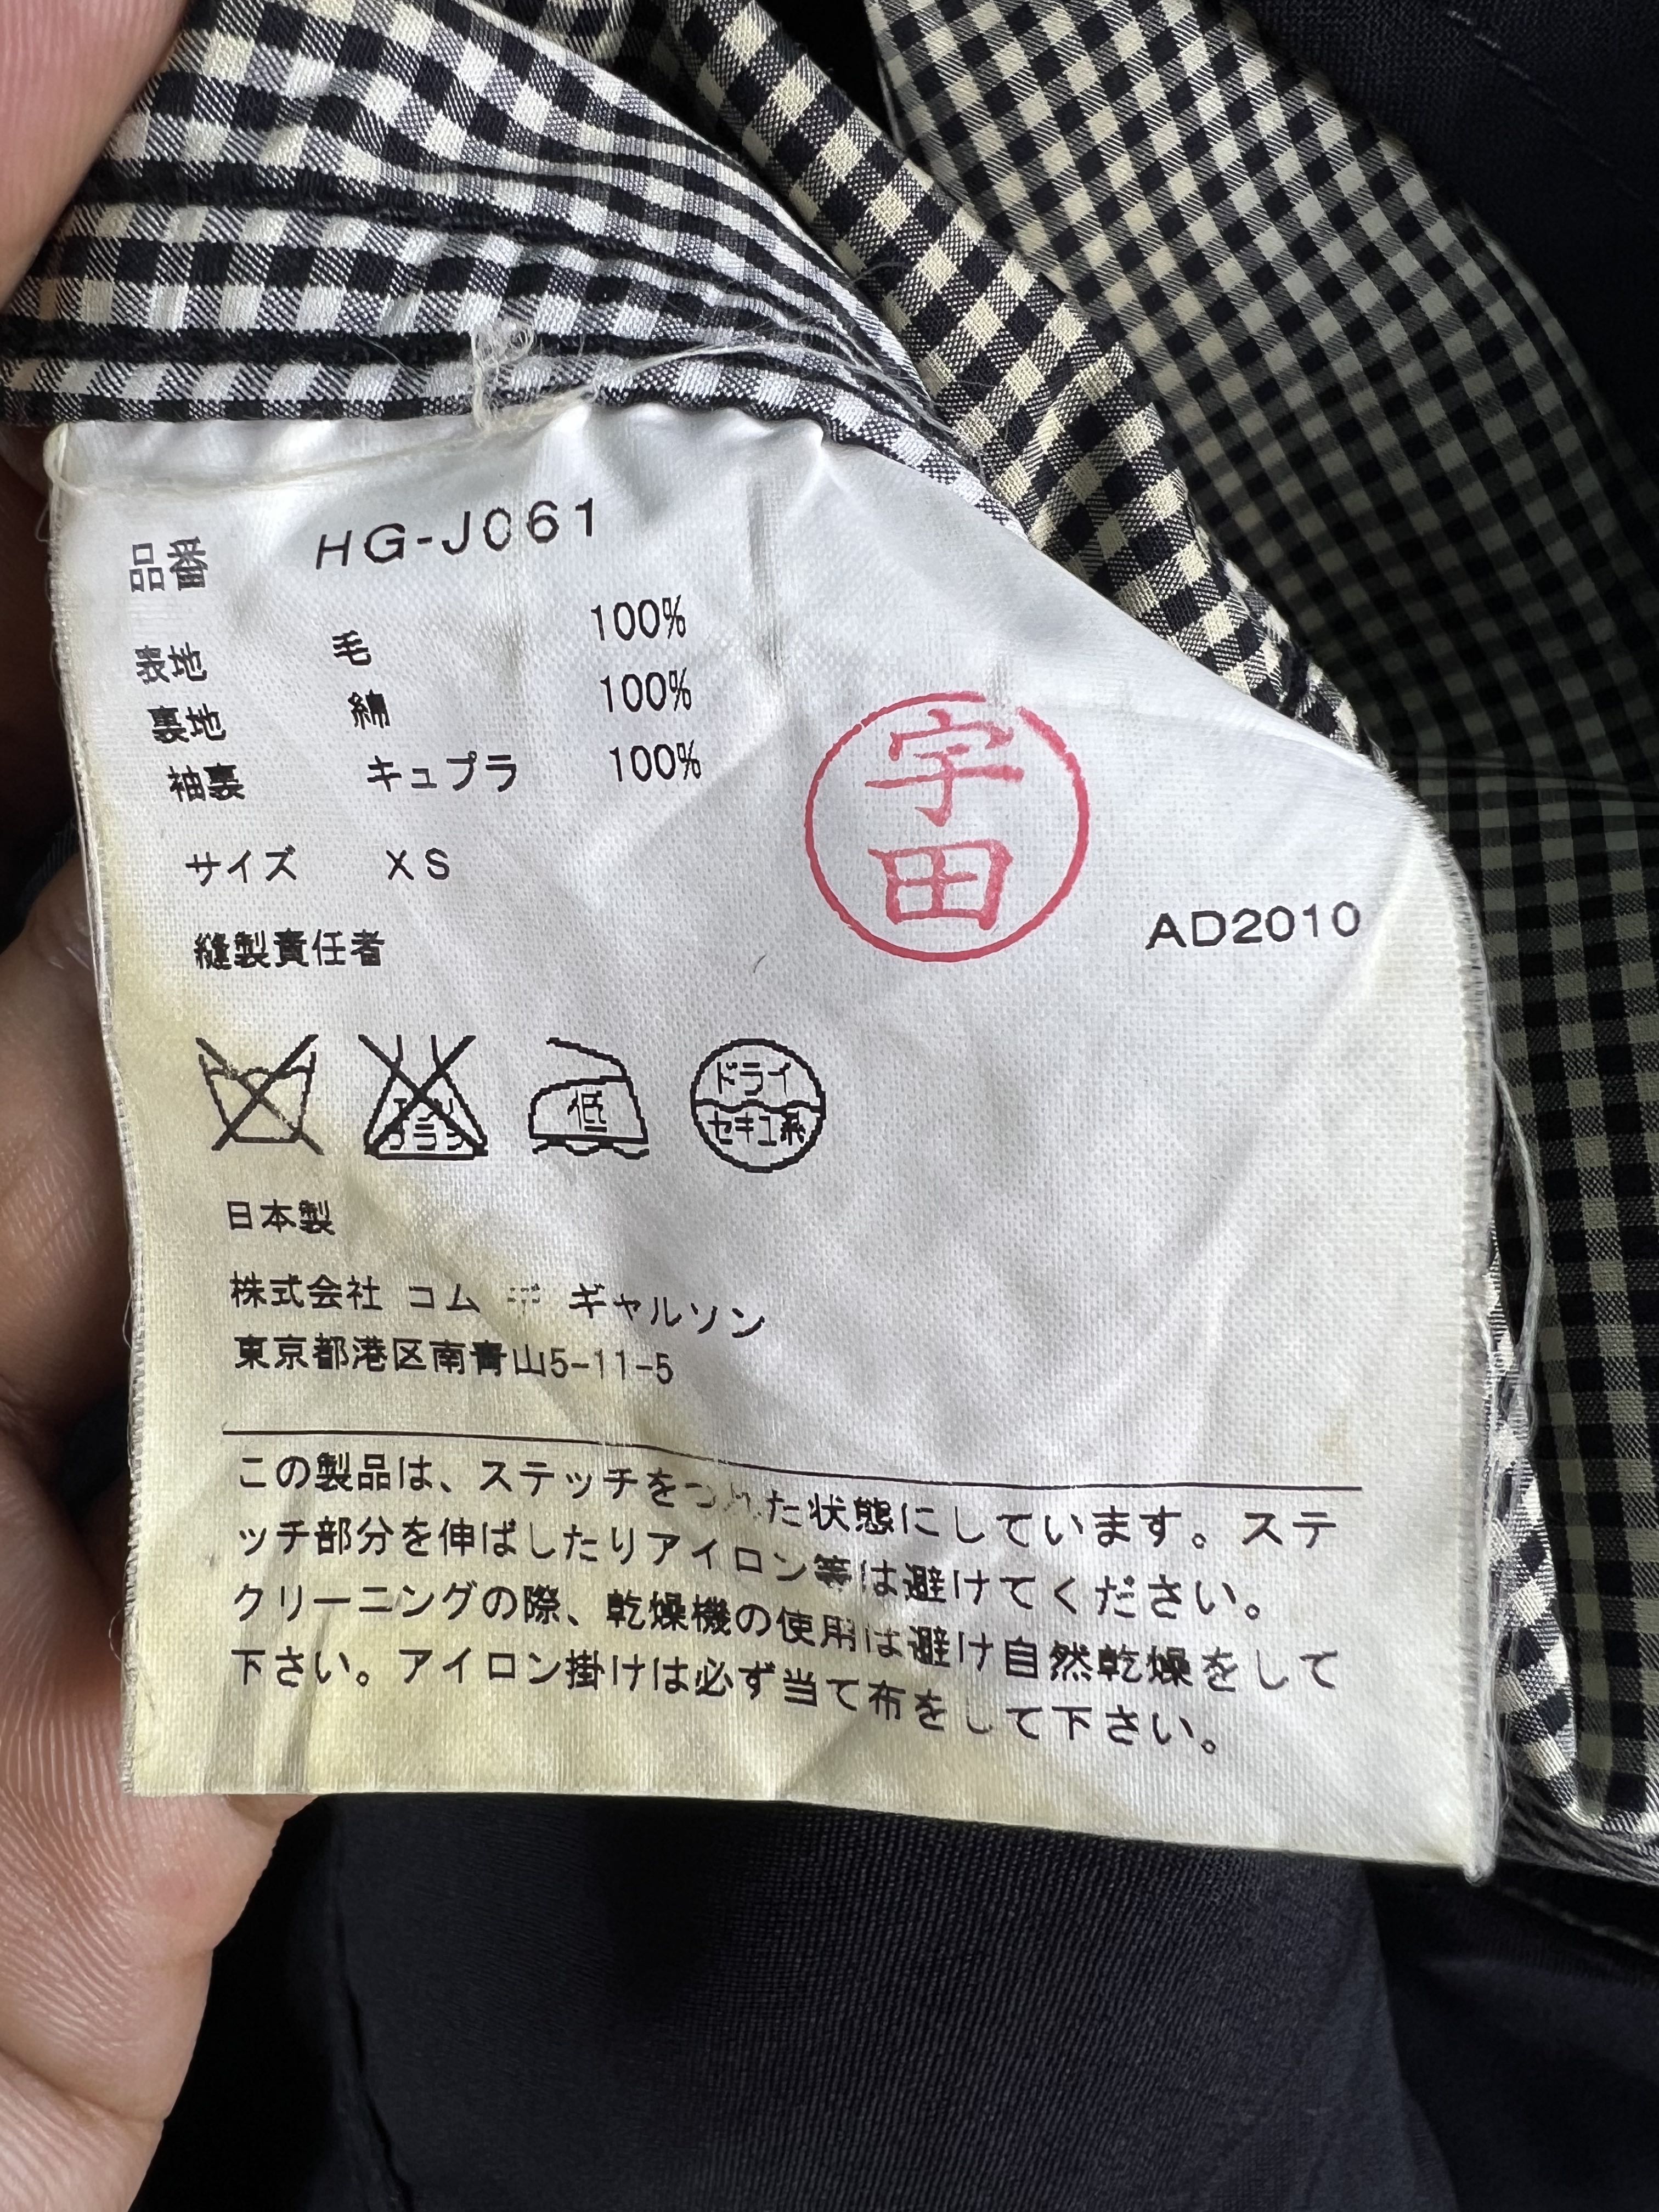 品番 HG-J061
表地 毛 100%
裏地 綿 100%
袖裏 キュプラ 100%
サイズ XS
宇田
AD2010
縫製責任者
エンソ サラシ
低
ドライ
セキユ系
日本製
株式会社 コム デ ギャルソン
東京都港区南青山5-11-5
この製品は、ステッチをつれた状態にしています。ステ
ッチ部分を伸ばしたりアイロン等は避けてください。
クリーニングの際、乾燥機の使用は避け自然乾燥をして
下さい。アイロン掛けは必ず当て布をして下さい。